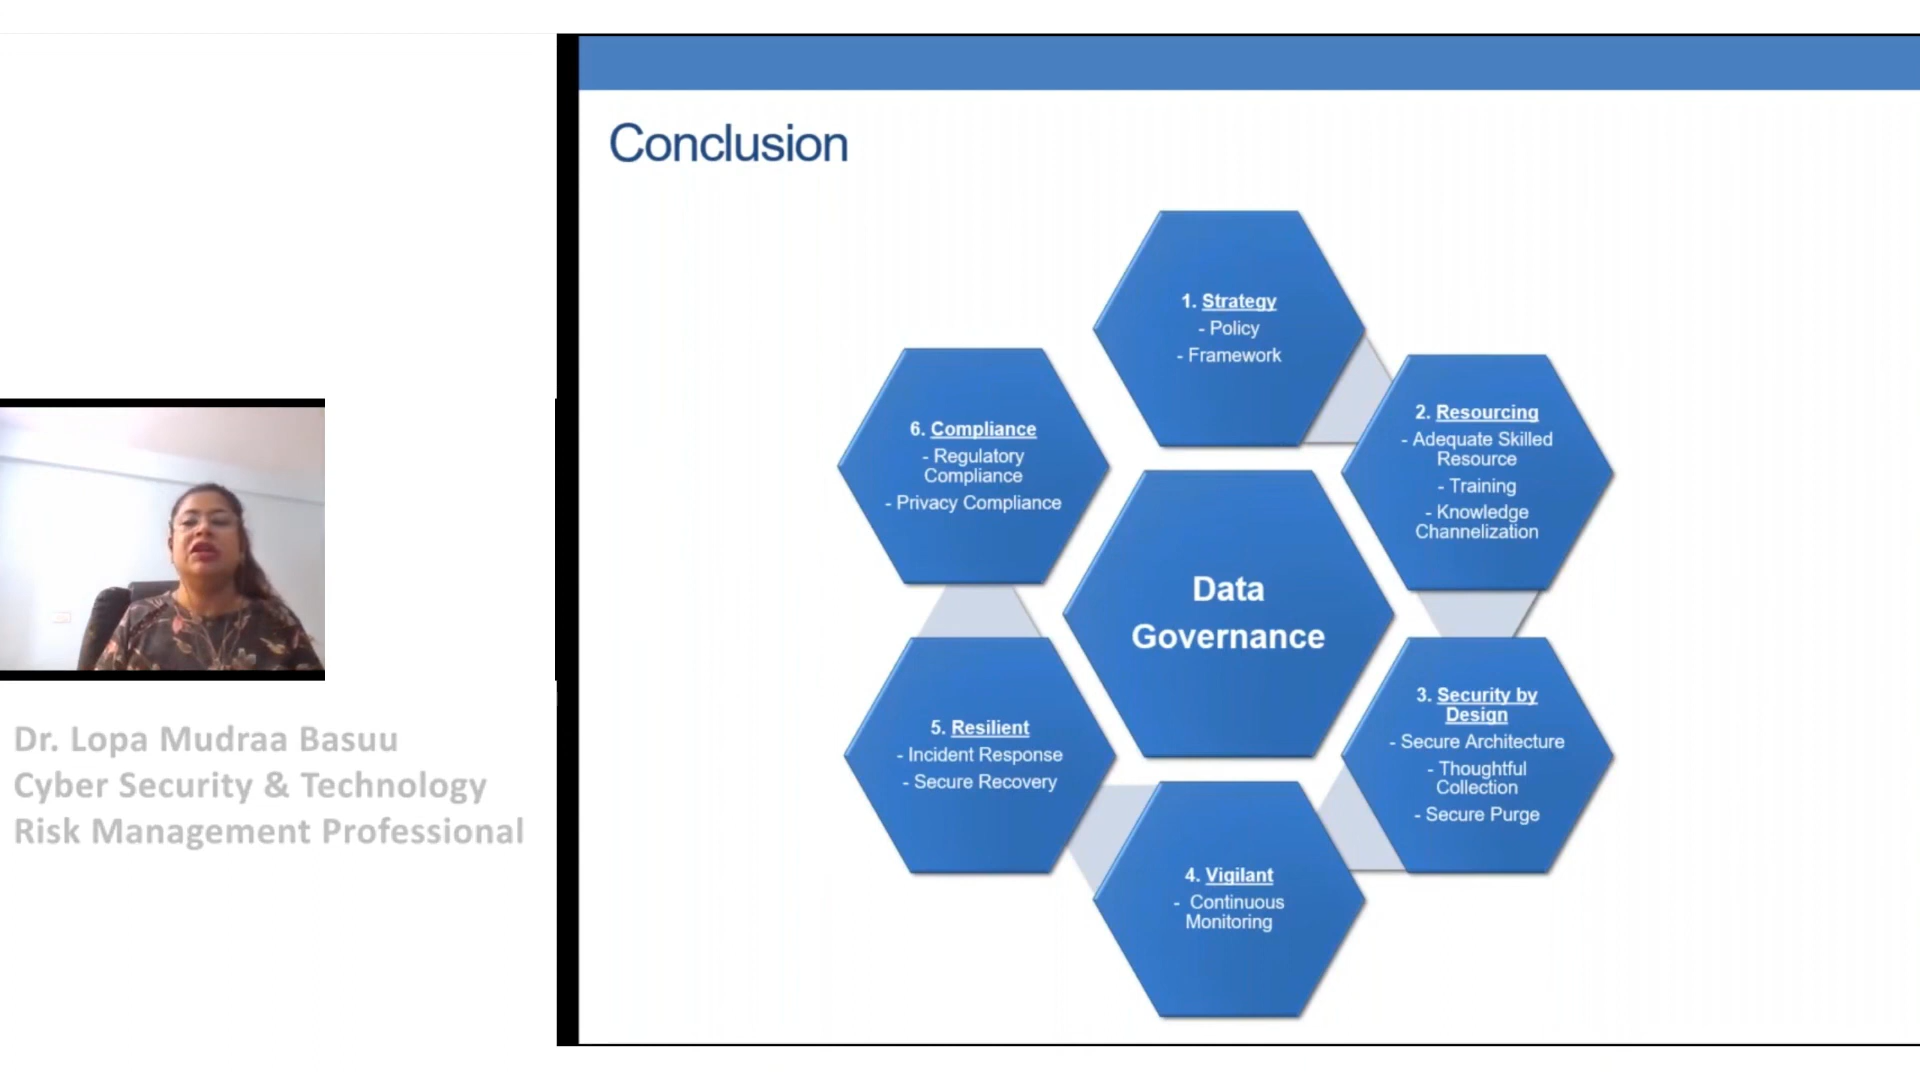 Conclusion
1. Strategy
- Policy
- Framework
2. Resourcing
- Adequate Skilled
Resource
- Training
- Knowledge
Channelization
3. Security by
Design
- Secure Architecture
- Thoughtful
Collection
- Secure Purge
4. Vigilant
- Continuous
Monitoring
5. Resilient
- Incident Response
- Secure Recovery
6. Compliance
- Regulatory
Compliance
- Privacy Compliance
Data
Governance
Dr. Lopa Mudraa Basuu
Cyber Security & Technology
Risk Management Professional